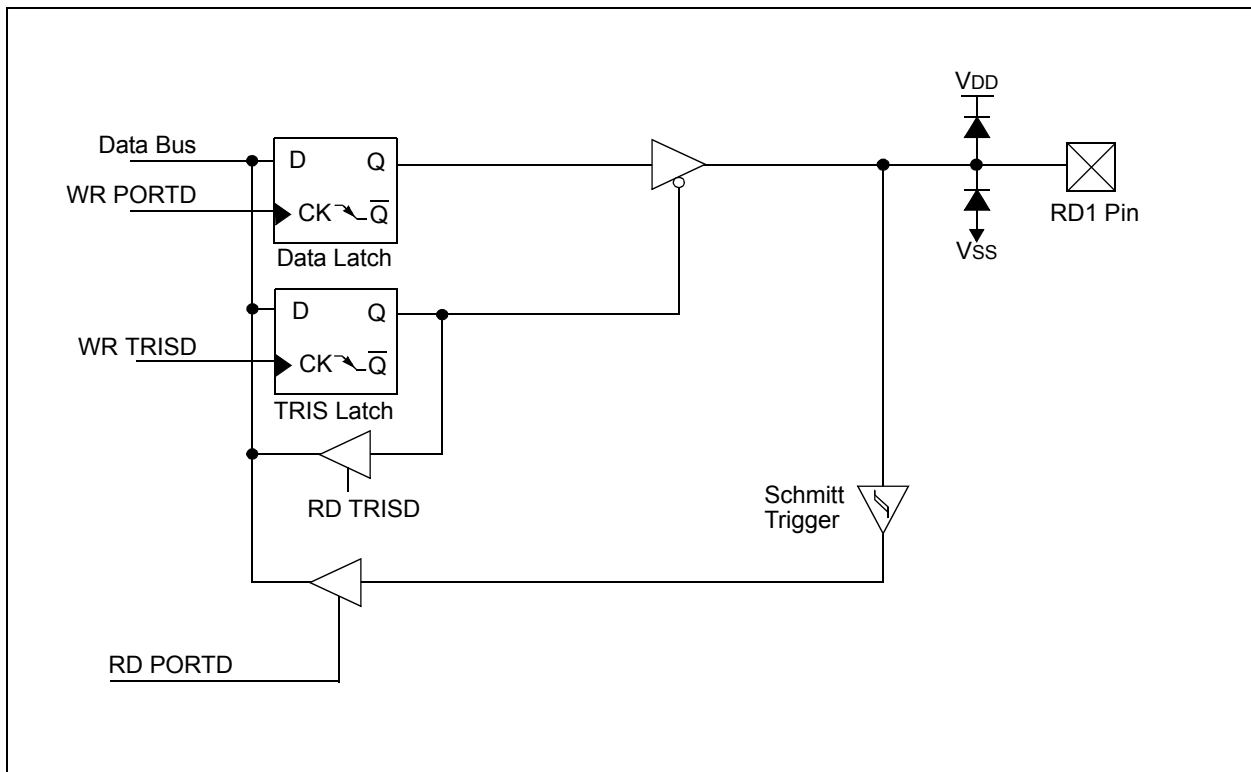 VDD
Data Bus
D Q
WR PORTD
CK Q̅
RD1 Pin
Data Latch
VSS
D Q
WR TRISD
CK Q̅
TRIS Latch
RD TRISD
Schmitt
Trigger
RD PORTD